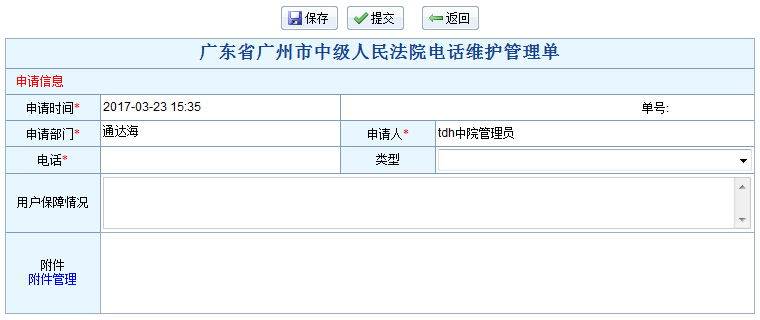 保存 提交 返回
广东省广州市中级人民法院电话维护管理单
申请信息
申请时间* 2017-03-23 15:35 单号:
申请部门* 通达海 申请人* tdh中院管理员
电话* 类型
用户保障情况
附件
附件管理